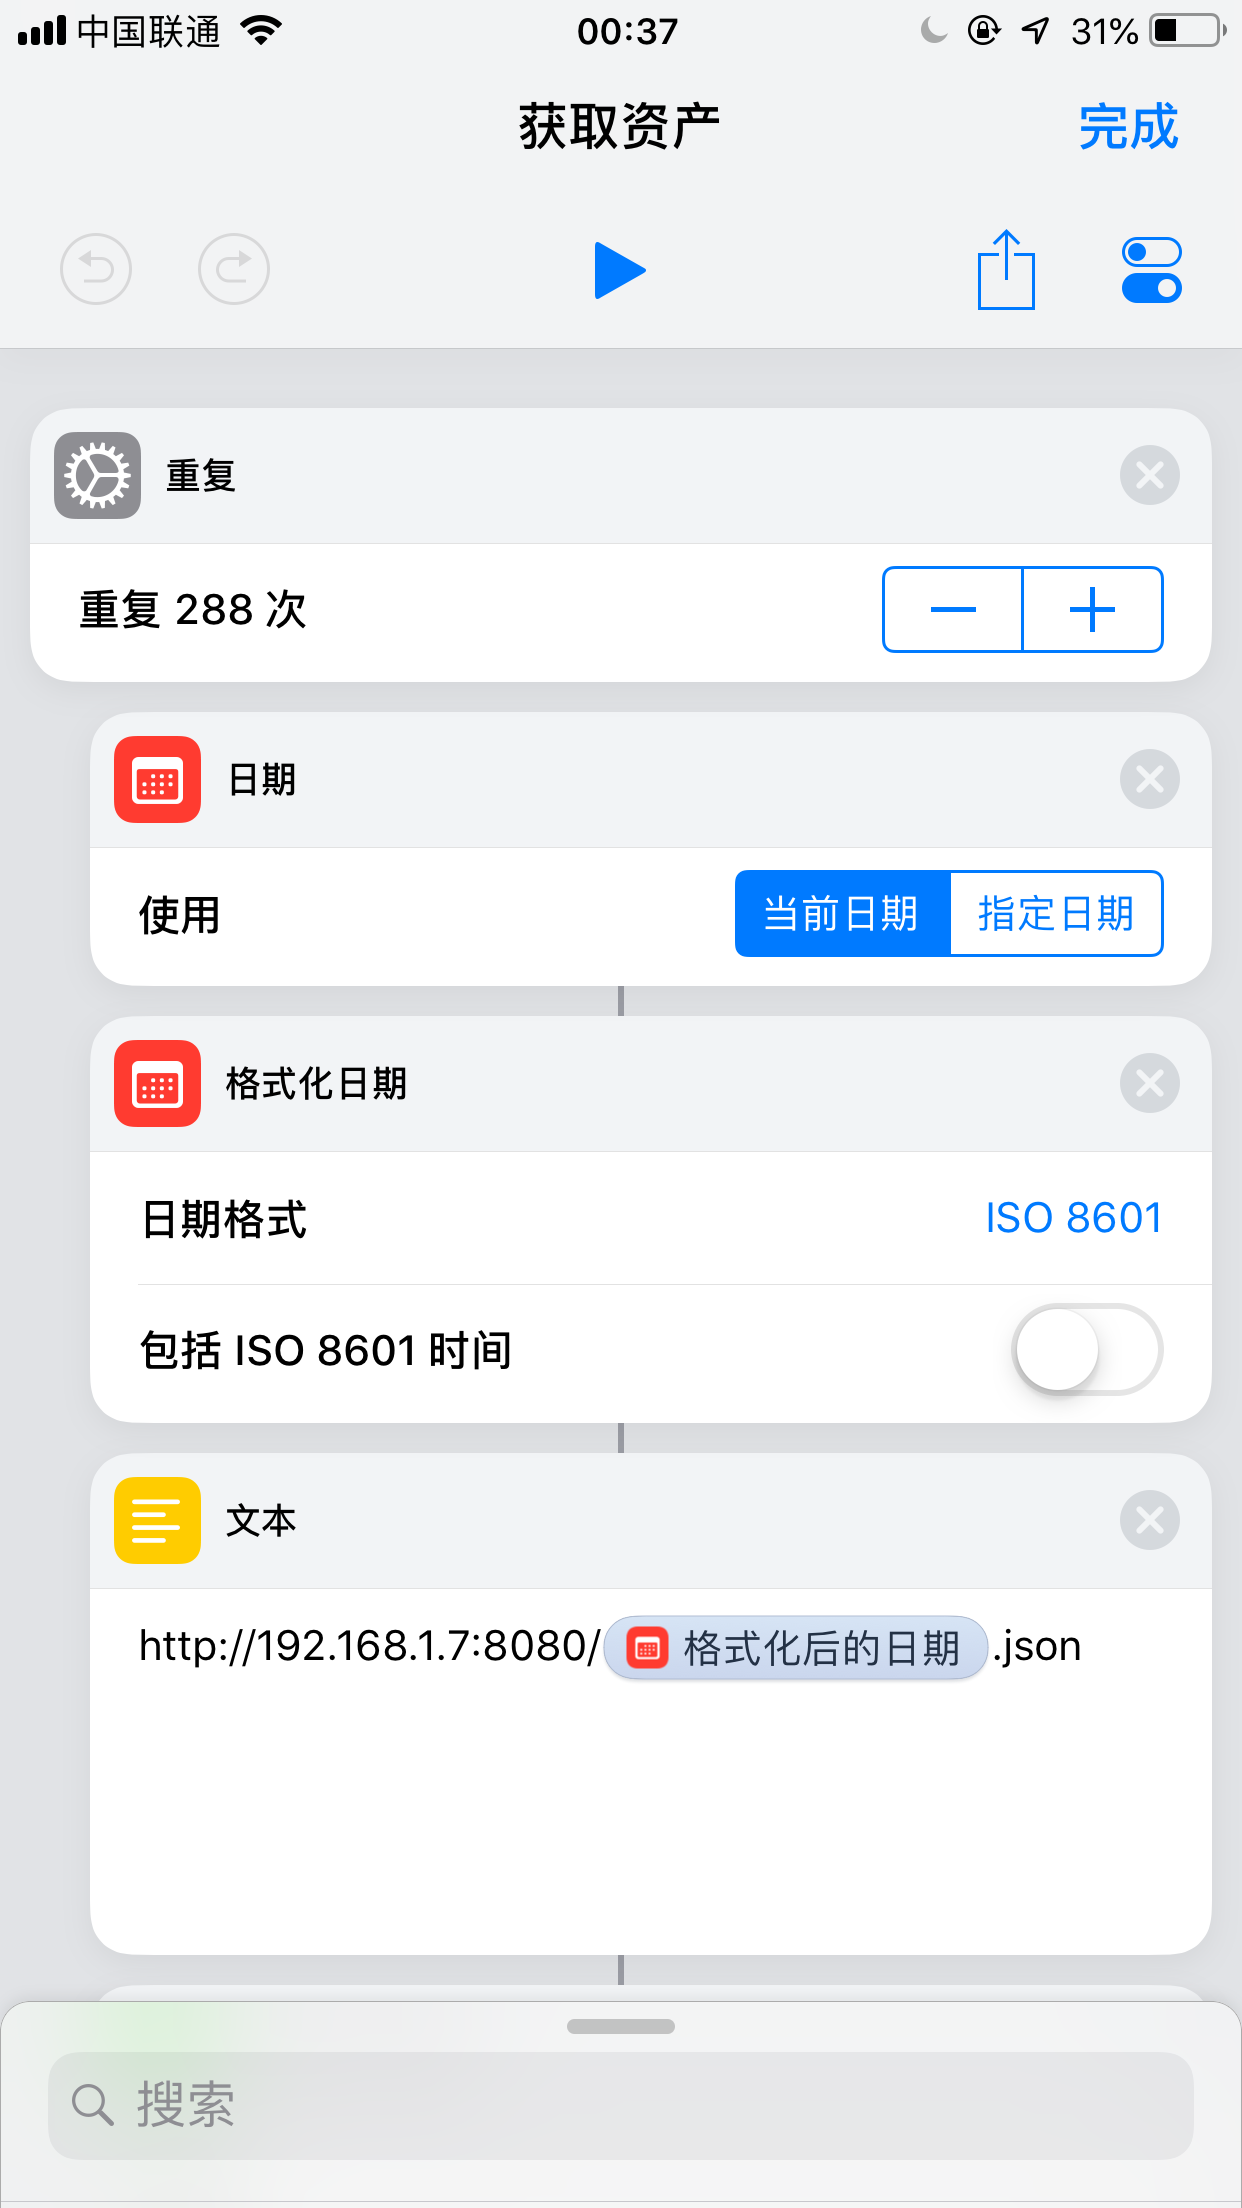 中国联通 00:37 31%
获取资产 完成
重复
重复 288 次
日期
使用 当前日期 指定日期
格式化日期
日期格式 ISO 8601
包括 ISO 8601 时间
文本
http://192.168.1.7:8080/格式化后的日期.json
搜索